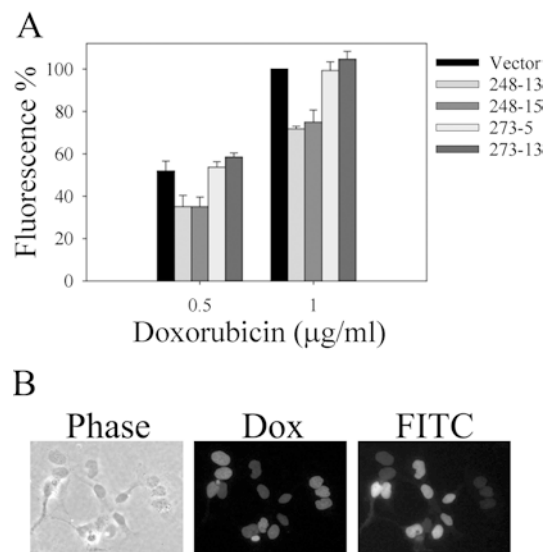 A
Fluorescence %
100
80
60
40
20
0
0.5
1
Doxorubicin (μg/ml)
Vector
248-13
248-15
273-5
273-13
B
Phase
Dox
FITC